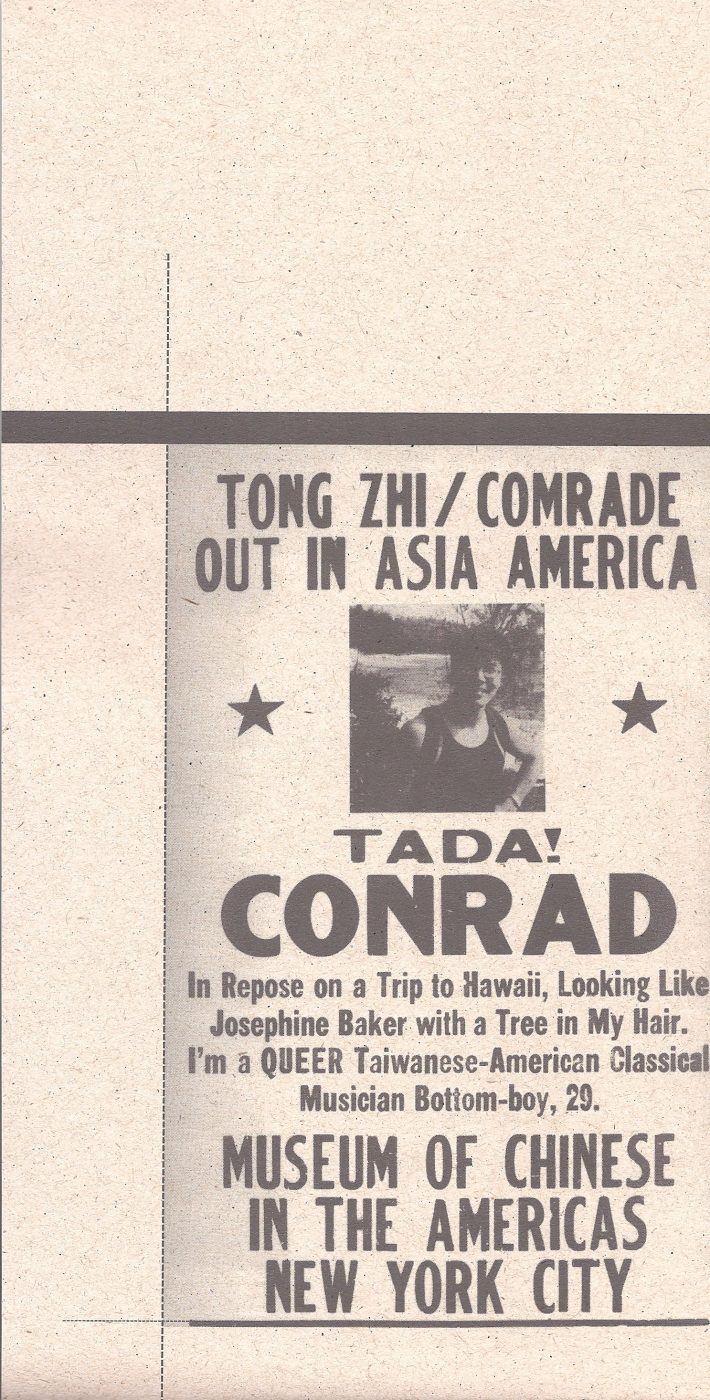 TONG ZHI / COMRADE
OUT IN ASIA AMERICA
TADA!
CONRAD
In Repose on a Trip to Hawaii, Looking Like
Josephine Baker with a Tree in My Hair.
I'm a QUEER Taiwanese-American Classical
Musician Bottom-boy, 29.
MUSEUM OF CHINESE
IN THE AMERICAS
NEW YORK CITY